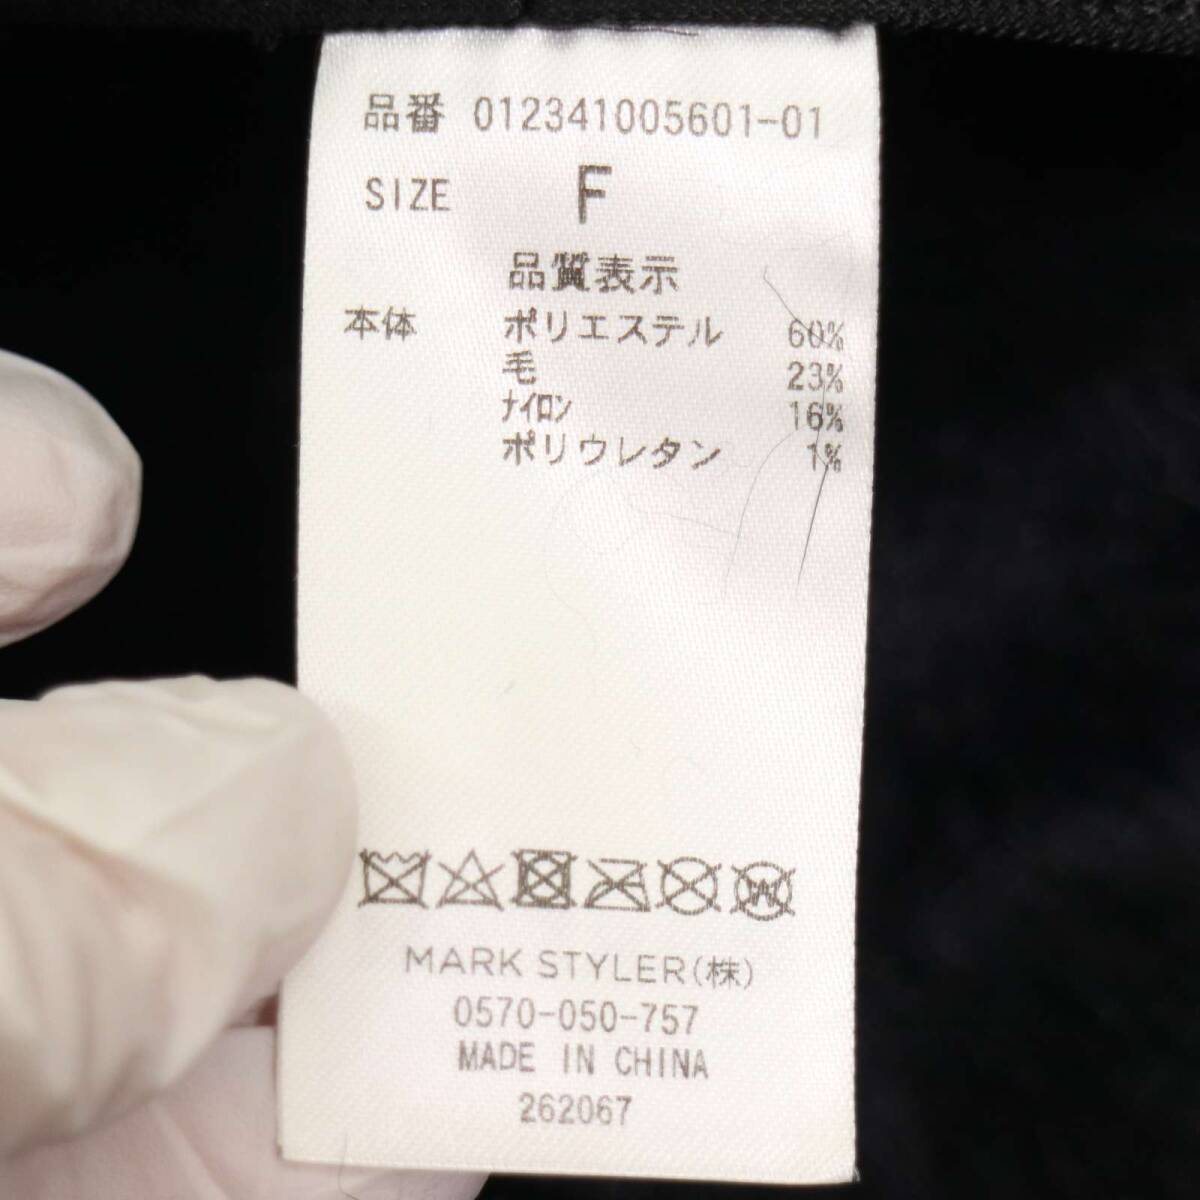 品番 012341005601-01
SIZE F
品質表示
本体 ポリエステル 60%
毛 23%
ナイロン 16%
ポリウレタン 1%
W
MARK STYLER(株)
0570-050-757
MADE IN CHINA
262067